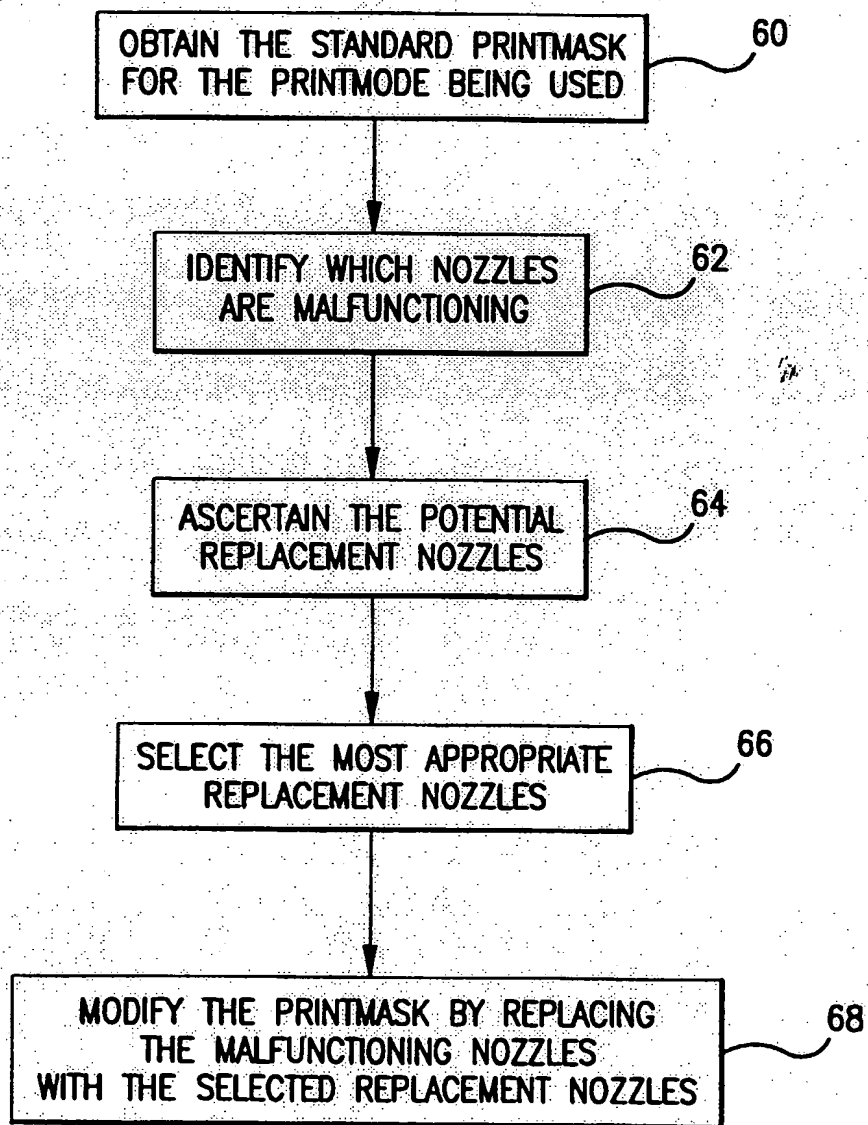 OBTAIN THE STANDARD PRINTMASK
FOR THE PRINTMODE BEING USED
60
IDENTIFY WHICH NOZZLES
ARE MALFUNCTIONING
62
ASCERTAIN THE POTENTIAL
REPLACEMENT NOZZLES
64
SELECT THE MOST APPROPRIATE
REPLACEMENT NOZZLES
66
MODIFY THE PRINTMASK BY REPLACING
THE MALFUNCTIONING NOZZLES
WITH THE SELECTED REPLACEMENT NOZZLES
68